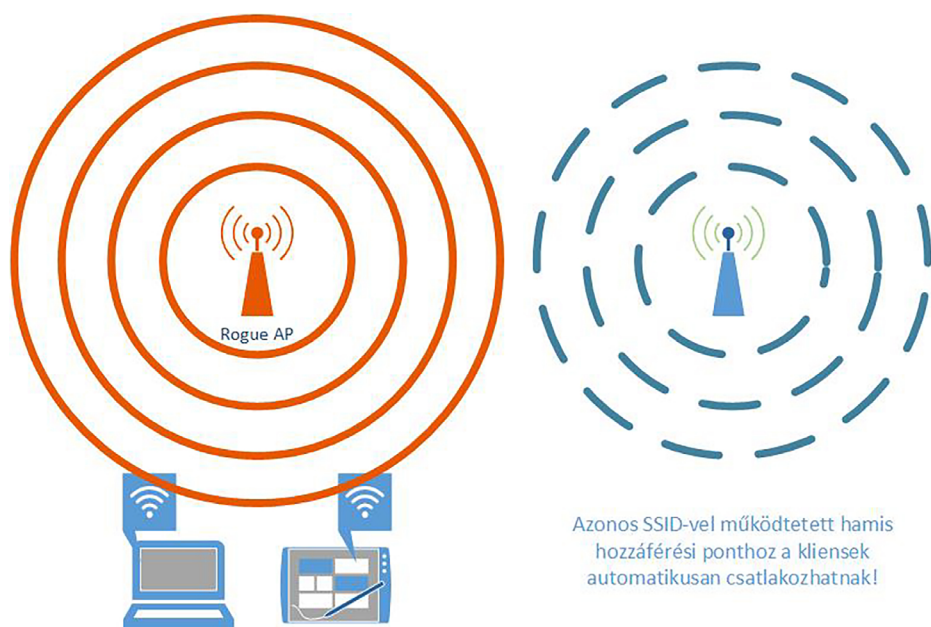 Rogue AP
Azonos SSID-vel működtetett hamis
hozzáférési ponthoz a kliensek
automatikusan csatlakozhatnak!